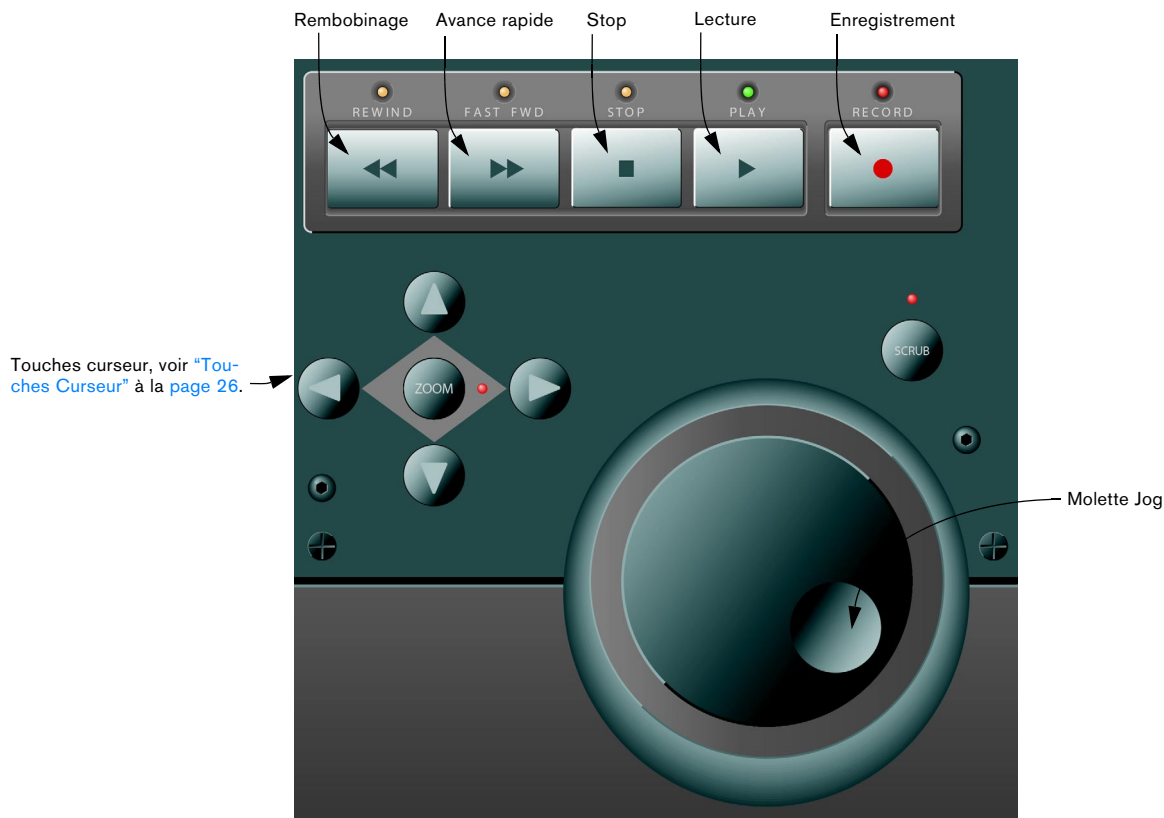 Rembobinage Avance rapide Stop Lecture Enregistrement
REWIND FAST FWD STOP PLAY RECORD
SCRUB
Touches curseur, voir “Tou-
ches Curseur” à la page 26.
ZOOM
Molette Jog